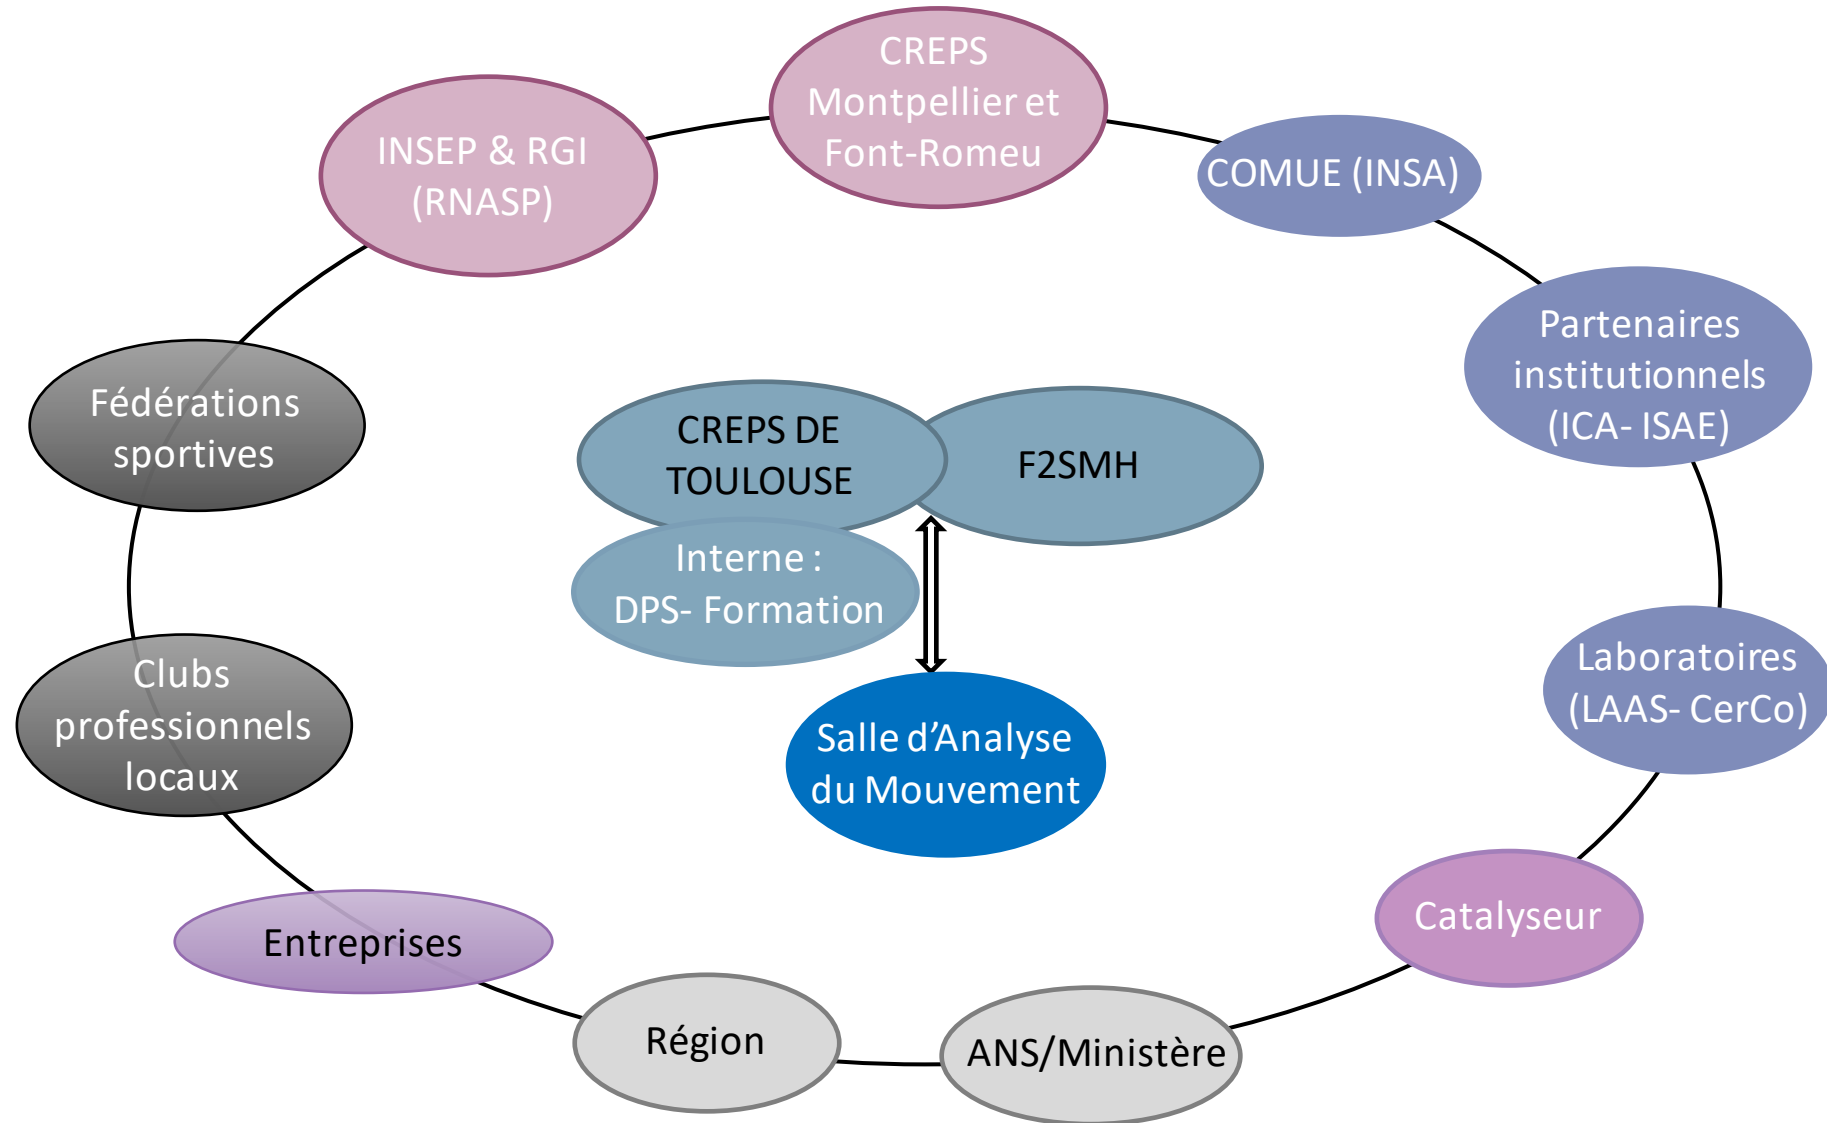 CREPS
Montpellier et
Font-Romeu
INSEP & RGI
(RNASP)
COMUE (INSA)
Partenaires
institutionnels
(ICA- ISAE)
Fédérations
sportives
CREPS DE
TOULOUSE
F2SMH
Interne :
DPS- Formation
Laboratoires
(LAAS- CerCo)
Clubs
professionnels
locaux
Salle d’Analyse
du Mouvement
Catalyseur
Entreprises
Région
ANS/Ministère